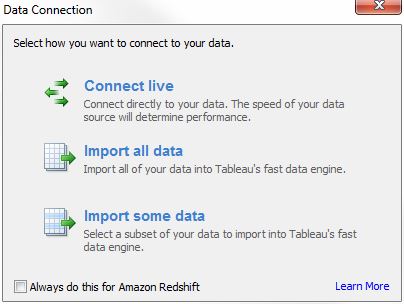 Data Connection
Select how you want to connect to your data.
Connect live
Connect directly to your data. The speed of your data
source will determine performance.
Import all data
Import all of your data into Tableau's fast data engine.
Import some data
Select a subset of your data to import into Tableau's fast
data engine.
Always do this for Amazon Redshift
Learn More